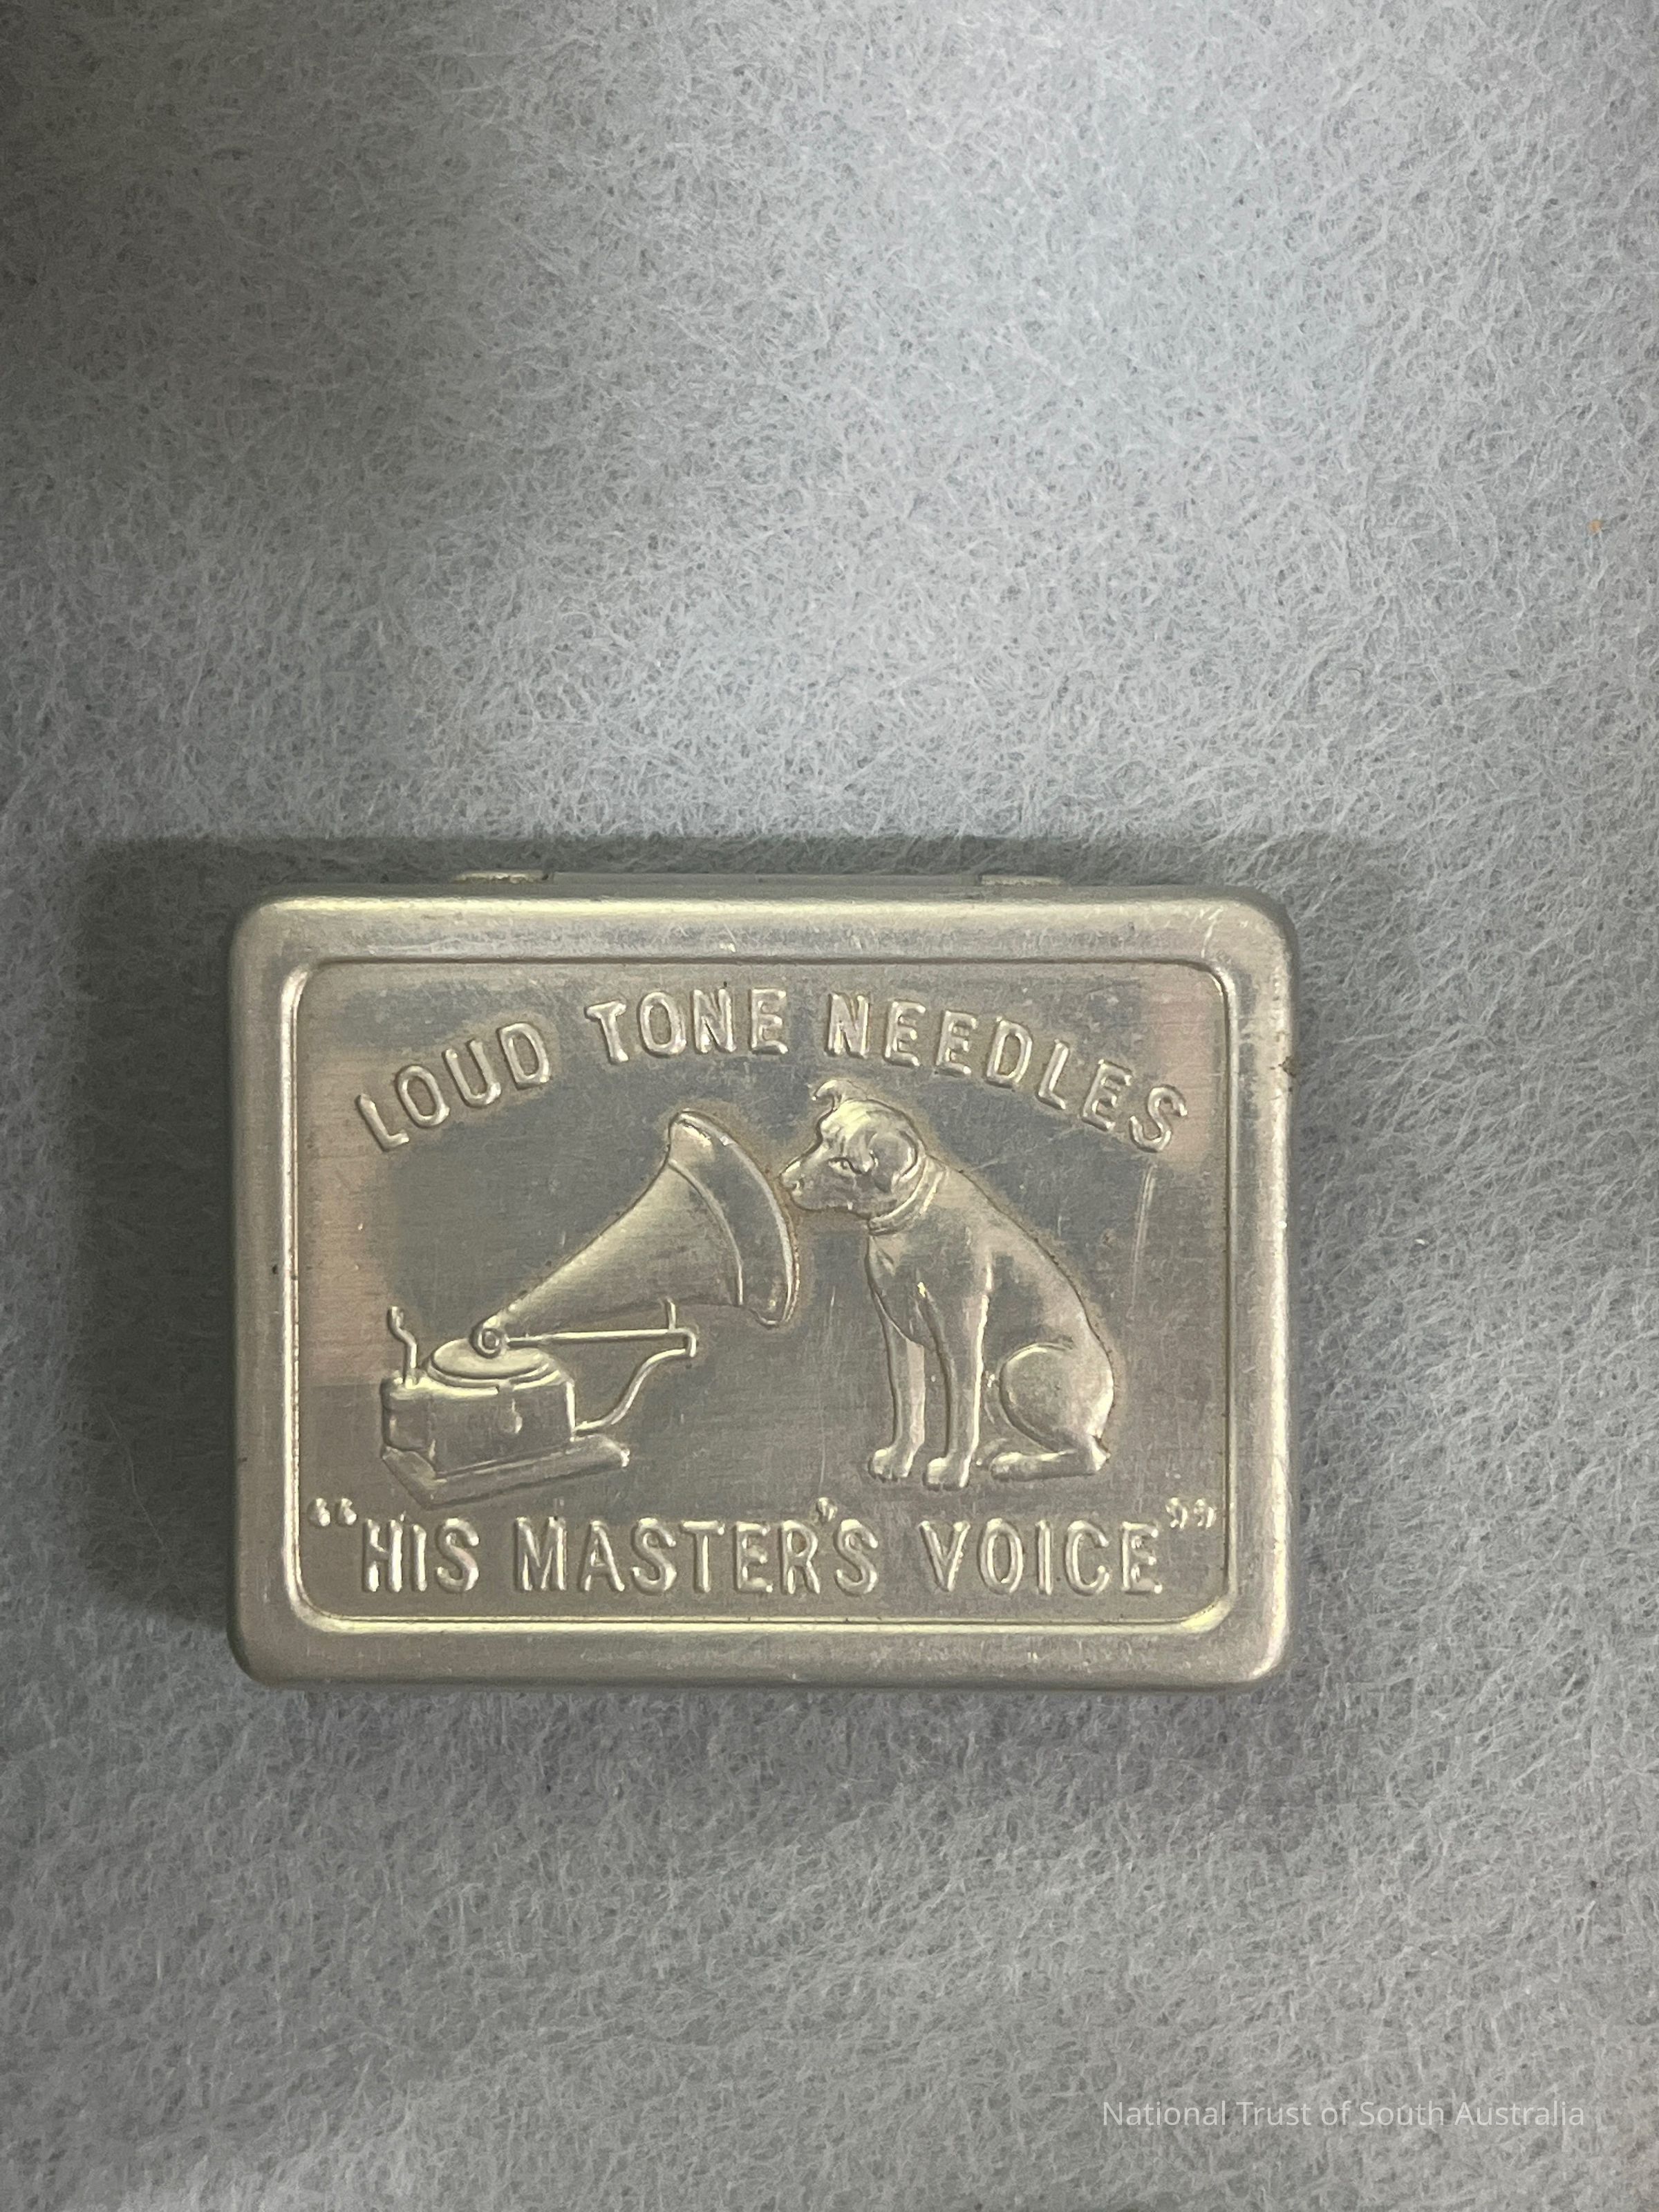 LOUD TONE NEEDLES
“HIS MASTER'S VOICE”
National Trust of South Australia